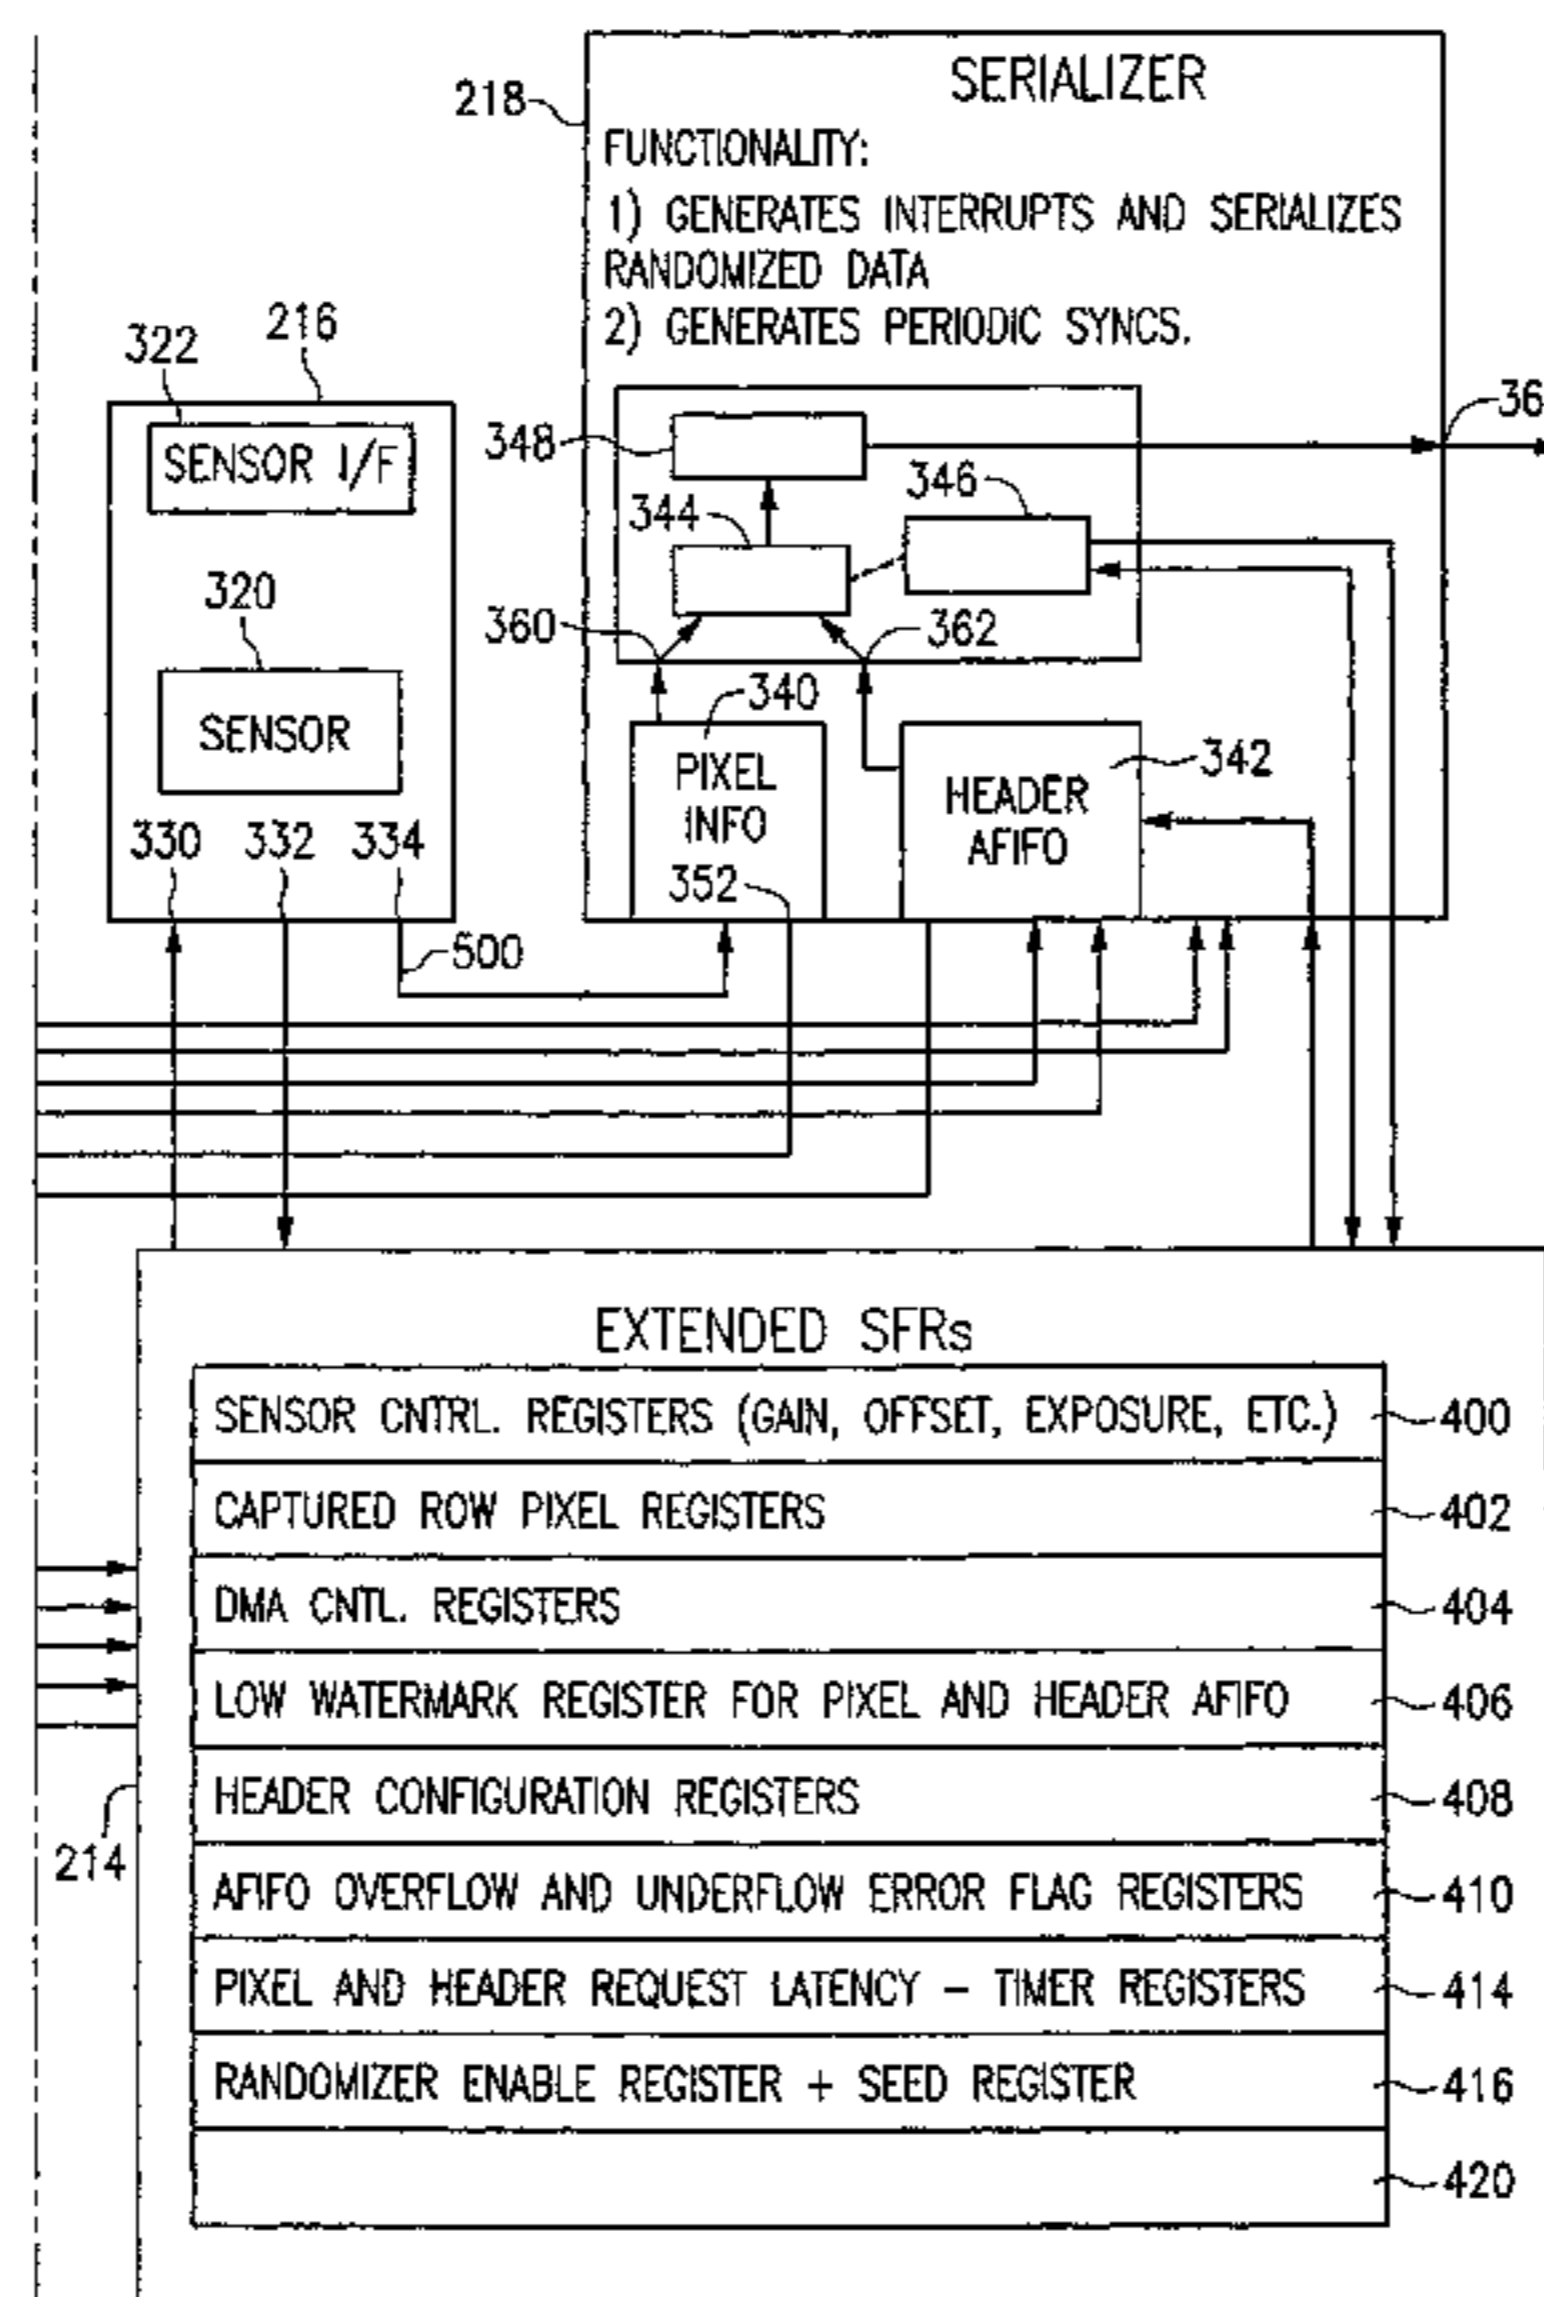 SERIALIZER
218
FUNCTIONALITY:
1) GENERATES INTERRUPTS AND SERIALIZES
RANDOMIZED DATA
2) GENERATES PERIODIC SYNCS.
216
322
SENSOR I/F
320
SENSOR
330 332 334
348
346
344
36
360
362
340
PIXEL
INFO
352
342
HEADER
AFIFO
500
EXTENDED SFRs
SENSOR CNTRL. REGISTERS (GAIN, OFFSET, EXPOSURE, ETC.) 400
CAPTURED ROW PIXEL REGISTERS 402
DMA CNTL. REGISTERS 404
LOW WATERMARK REGISTER FOR PIXEL AND HEADER AFIFO 406
HEADER CONFIGURATION REGISTERS 408
214
AFIFO OVERFLOW AND UNDERFLOW ERROR FLAG REGISTERS 410
PIXEL AND HEADER REQUEST LATENCY – TIMER REGISTERS 414
RANDOMIZER ENABLE REGISTER + SEED REGISTER 416
420